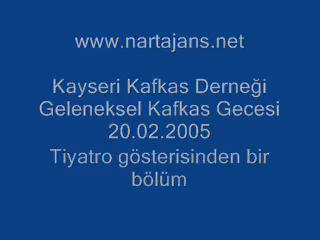 www.nartajans.net
Kayseri Kafkas Derneği
Geleneksel Kafkas Gecesi
20.02.2005
Tiyatro gösterisinden bir
bölüm